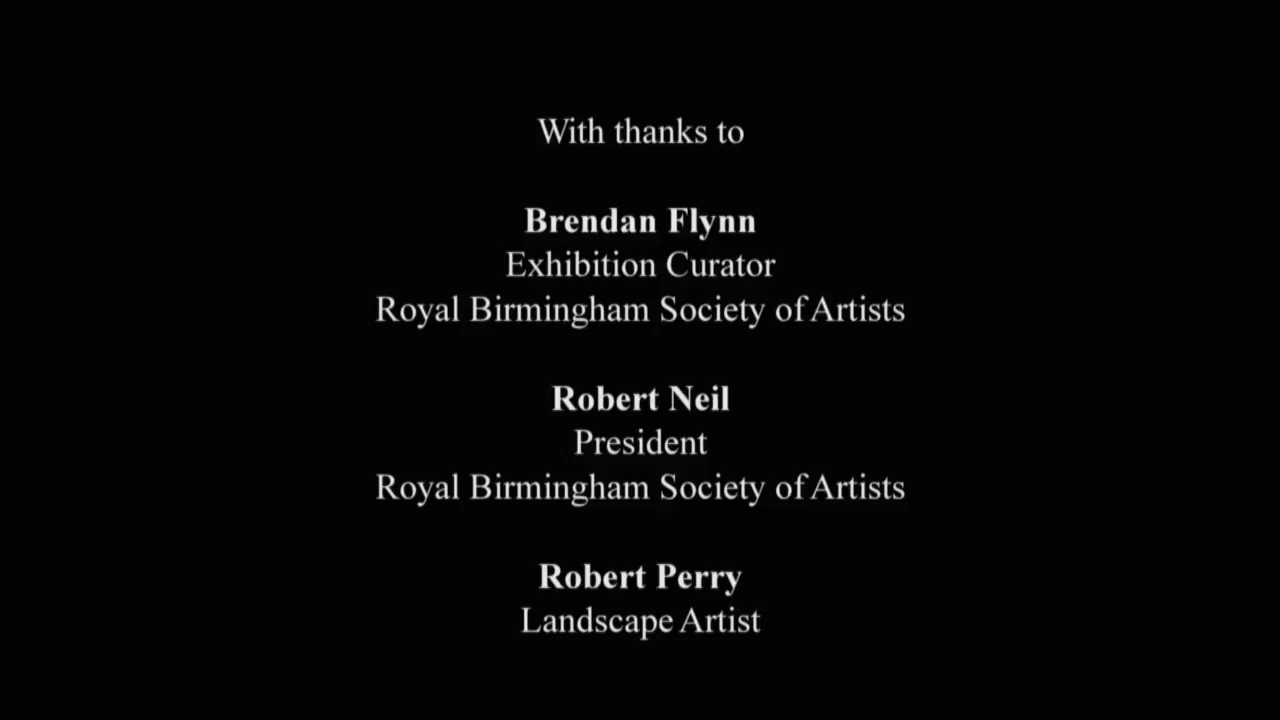 With thanks to
Brendan Flynn
Exhibition Curator
Royal Birmingham Society of Artists
Robert Neil
President
Royal Birmingham Society of Artists
Robert Perry
Landscape Artist